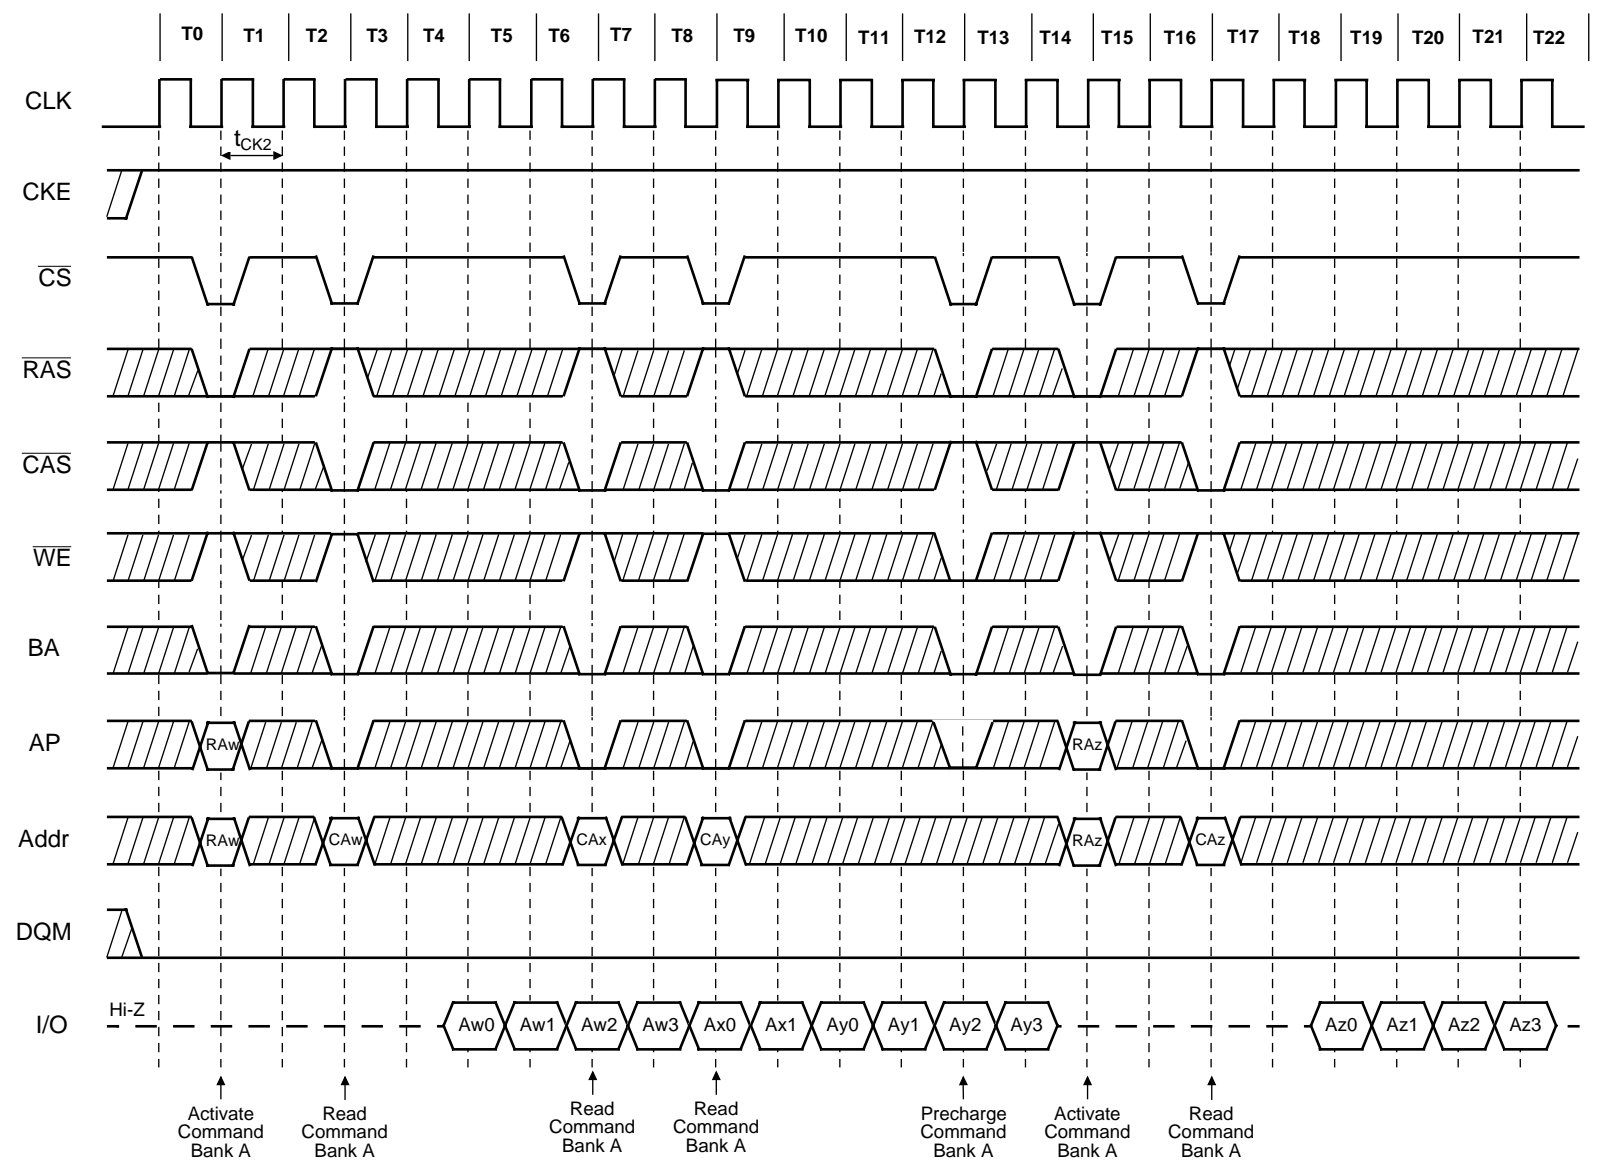 T0 T1 T2 T3 T4 T5 T6 T7 T8 T9 T10 T11 T12 T13 T14 T15 T16 T17 T18 T19 T20 T21 T22
CLK
tCK2
CKE
CS
RAS
CAS
WE
BA
AP RAw RAz
Addr RAw CAw CAx CAy RAz CAz
DQM
Hi-Z
I/O Aw0 Aw1 Aw2 Aw3 Ax0 Ax1 Ay0 Ay1 Ay2 Ay3 Az0 Az1 Az2 Az3
Activate
Command
Bank A
Read
Command
Bank A
Read
Command
Bank A
Read
Command
Bank A
Precharge
Command
Bank A
Activate
Command
Bank A
Read
Command
Bank A